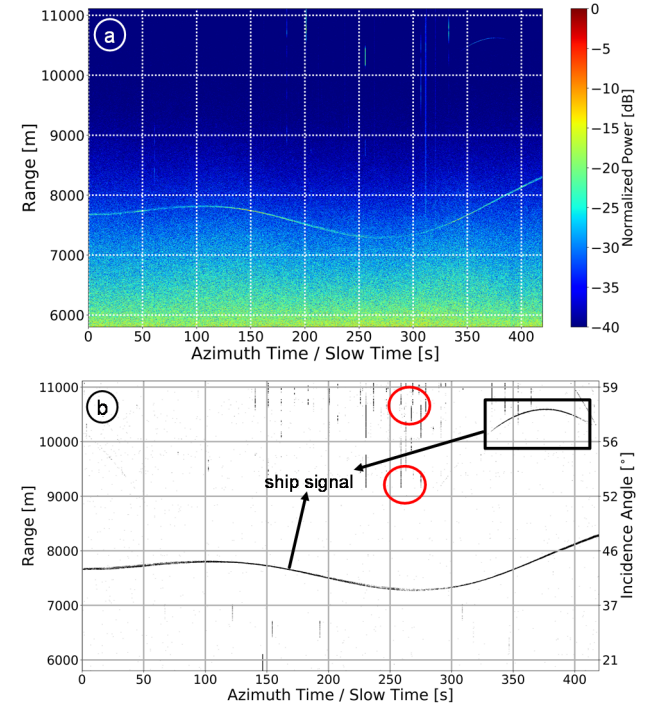 a
11000
10000
9000
8000
7000
6000
Range [m]
0 50 100 150 200 250 300 350 400
Azimuth Time / Slow Time [s]
0
−5
−10
−15
−20
−25
−30
−35
−40
Normalized Power [dB]
b
11000
10000
9000
8000
7000
6000
Range [m]
ship signal
59
56
52
46
37
21
Incidence Angle [°]
0 50 100 150 200 250 300 350 400
Azimuth Time / Slow Time [s]